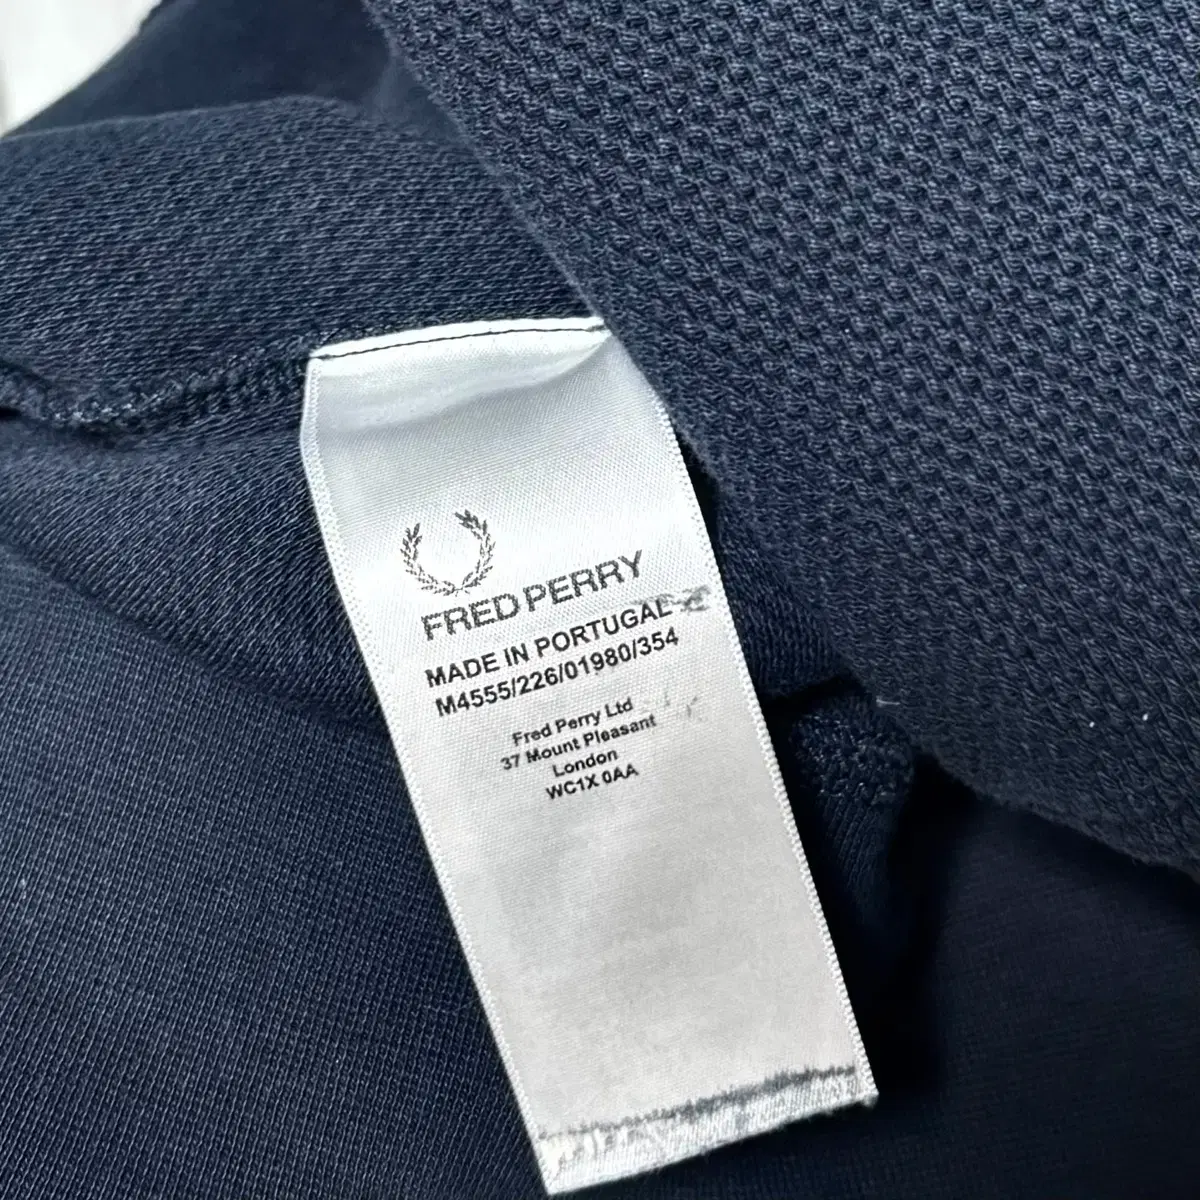 FRED PERRY
MADE IN PORTUGAL
M4555/226/01980/354
Fred Perry Ltd
37 Mount Pleasant
London
WC1X 0AA